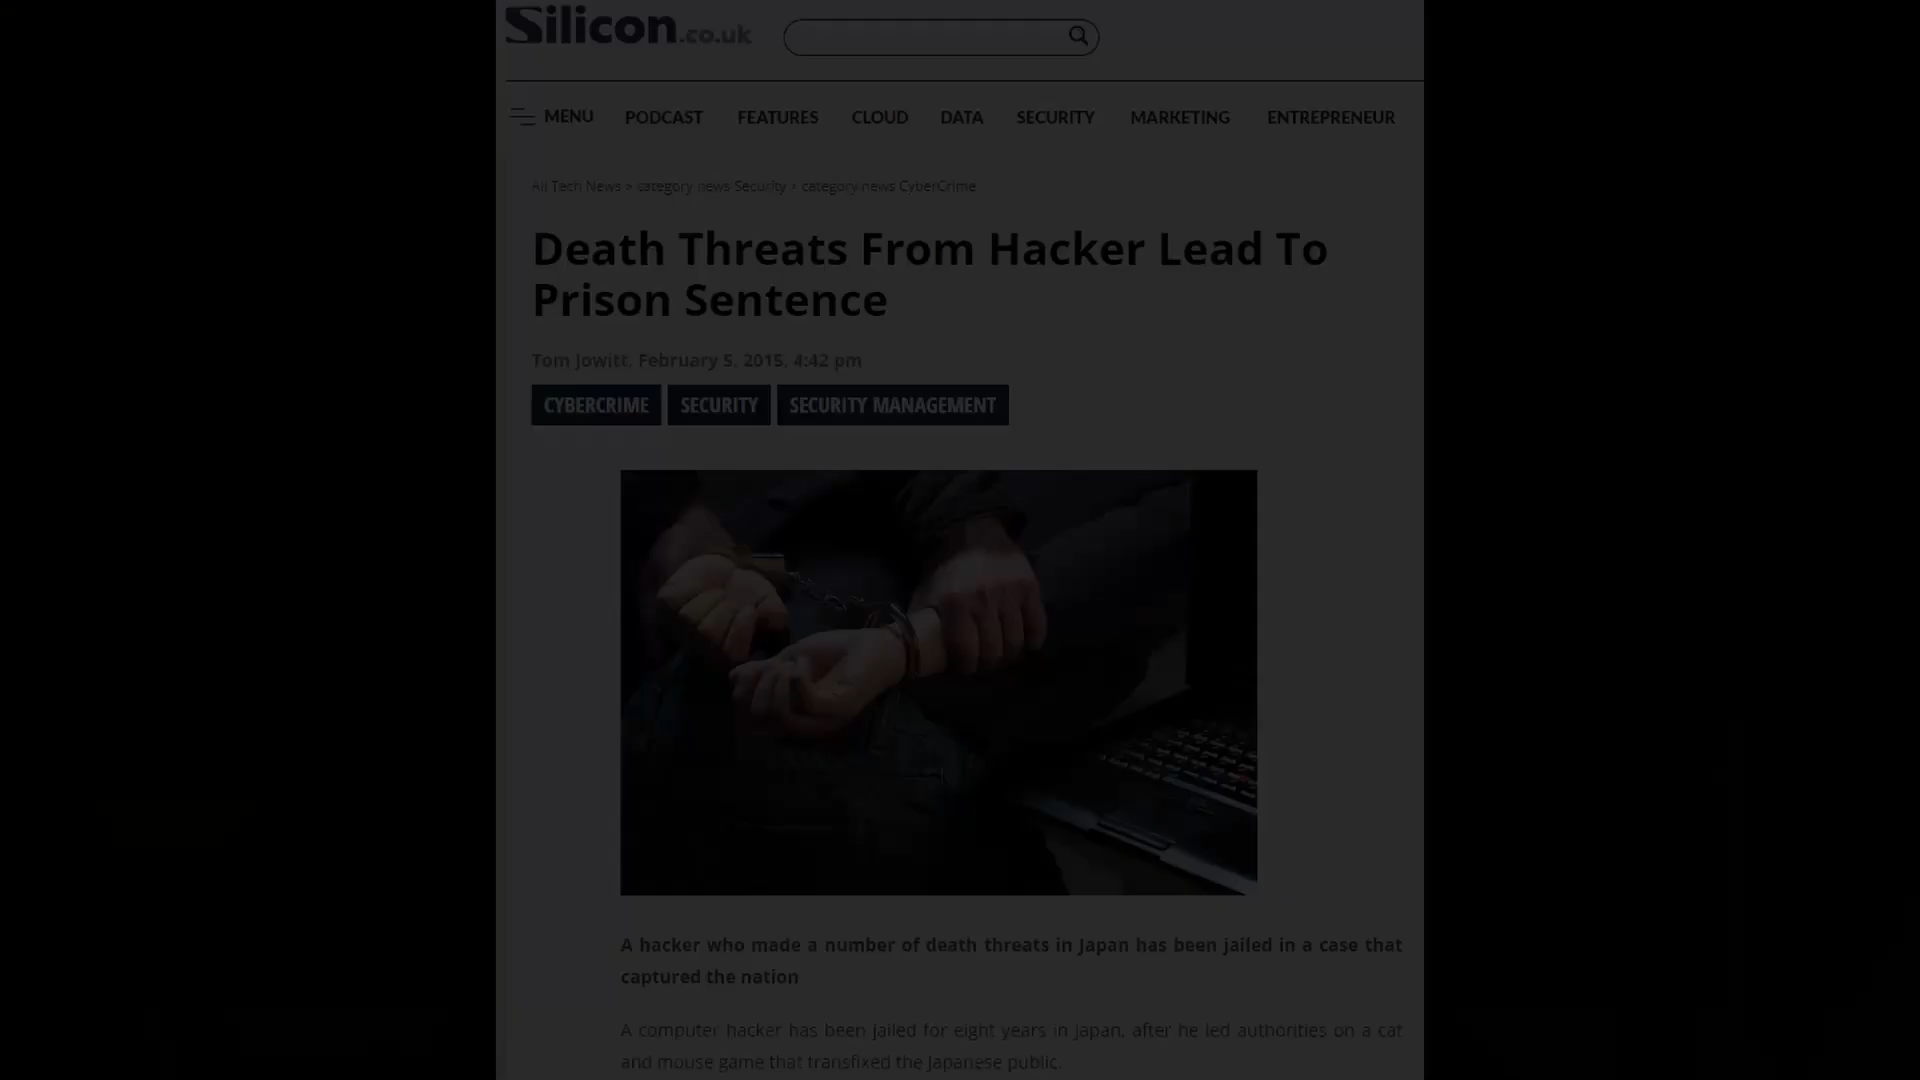 Silicon.co.uk
MENU PODCAST FEATURES CLOUD DATA SECURITY MARKETING ENTREPRENEUR
All Tech News > category news Security > category news CyberCrime
Death Threats From Hacker Lead To
Prison Sentence
Tom Jowitt, February 5, 2015, 4:42 pm
CYBERCRIME SECURITY SECURITY MANAGEMENT
A hacker who made a number of death threats in Japan has been jailed in a case that
captured the nation
A computer hacker has been jailed for eight years in Japan, after he led authorities on a cat
and mouse game that transfixed the Japanese public.